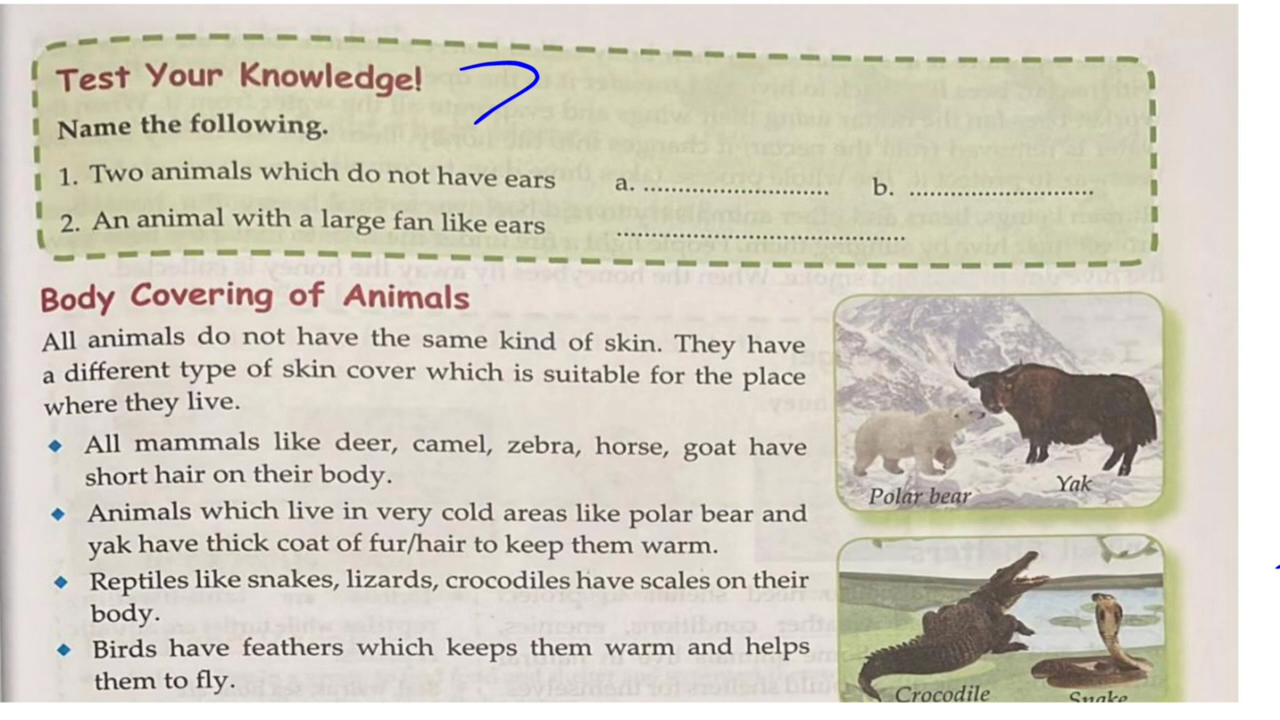 Test Your Knowledge!
Name the following.
1. Two animals which do not have ears a. .............................. b. ..............................
2. An animal with a large fan like ears ..............................................
Body Covering of Animals
All animals do not have the same kind of skin. They have
a different type of skin cover which is suitable for the place
where they live.
◆ All mammals like deer, camel, zebra, horse, goat have
short hair on their body.
◆ Animals which live in very cold areas like polar bear and
yak have thick coat of fur/hair to keep them warm.
◆ Reptiles like snakes, lizards, crocodiles have scales on their
body.
◆ Birds have feathers which keeps them warm and helps
them to fly.
Polar bear
Yak
Crocodile
Snake